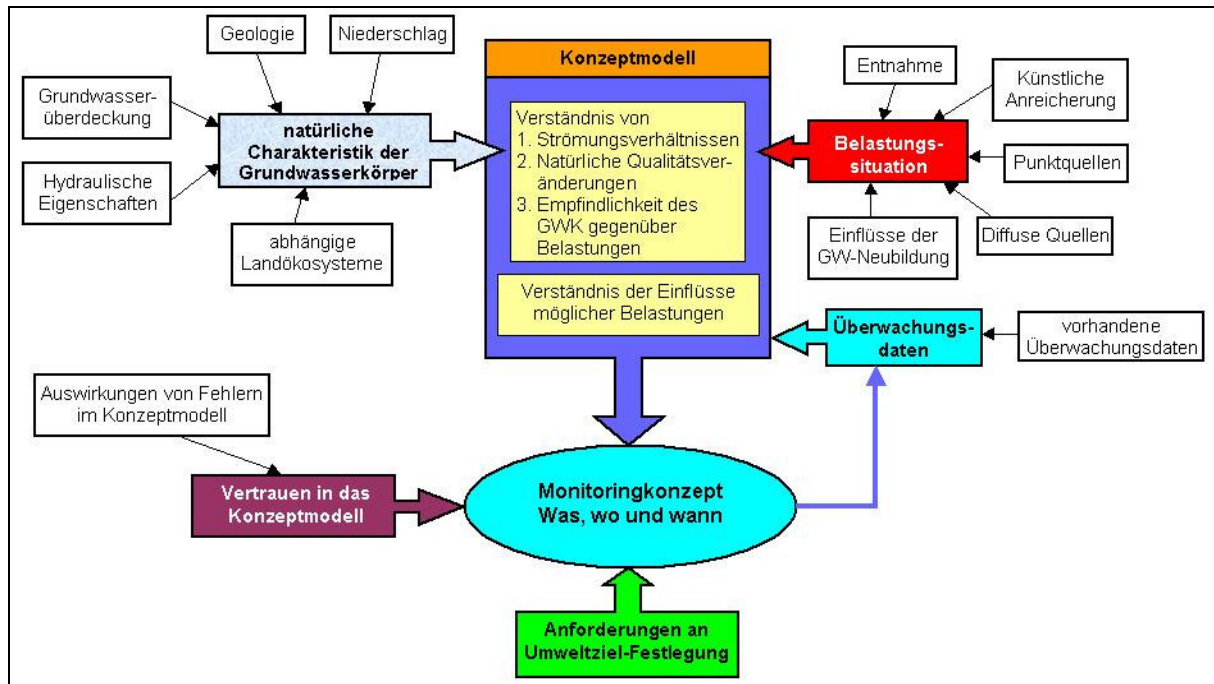 Geologie
Niederschlag
Grundwasser-
überdeckung
natürliche
Charakteristik der
Grundwasserkörper
Hydraulische
Eigenschaften
abhängige
Landökosysteme
Konzeptmodell
Verständnis von
1. Strömungsverhältnissen
2. Natürliche Qualitätsver-
änderungen
3. Empfindlichkeit des
GWK gegenüber
Belastungen
Verständnis der Einflüsse
möglicher Belastungen
Entnahme
Künstliche
Anreicherung
Belastungs-
situation
Punktquellen
Einflüsse der
GW-Neubildung
Diffuse Quellen
Überwachungs-
daten
vorhandene
Überwachungsdaten
Auswirkungen von Fehlern
im Konzeptmodell
Vertrauen in das
Konzeptmodell
Monitoringkonzept
Was, wo und wann
Anforderungen an
Umweltziel-Festlegung